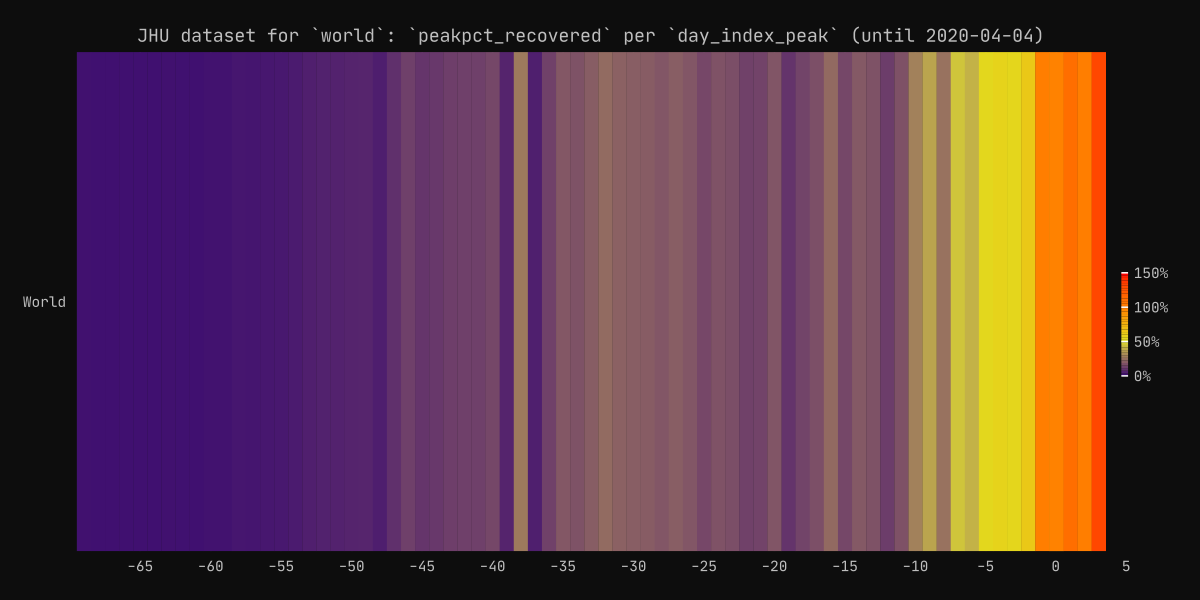 JHU dataset for `world`: `peakpct_recovered` per `day_index_peak` (until 2020-04-04)
World
150%
100%
50%
0%
-65 -60 -55 -50 -45 -40 -35 -30 -25 -20 -15 -10 -5 0 5